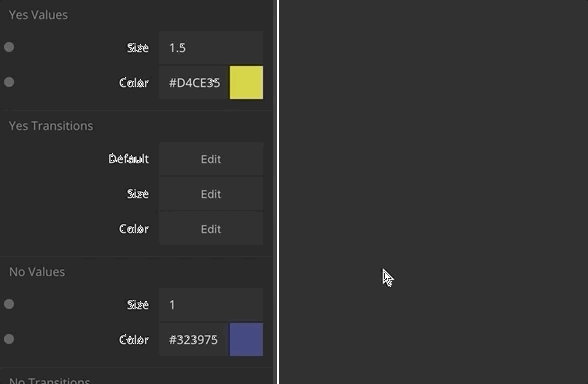 Yes Values
Size 1.5
Color #D4CE35
Yes Transitions
Default Edit
Size Edit
Color Edit
No Values
Size 1
Color #323975
No Transitions